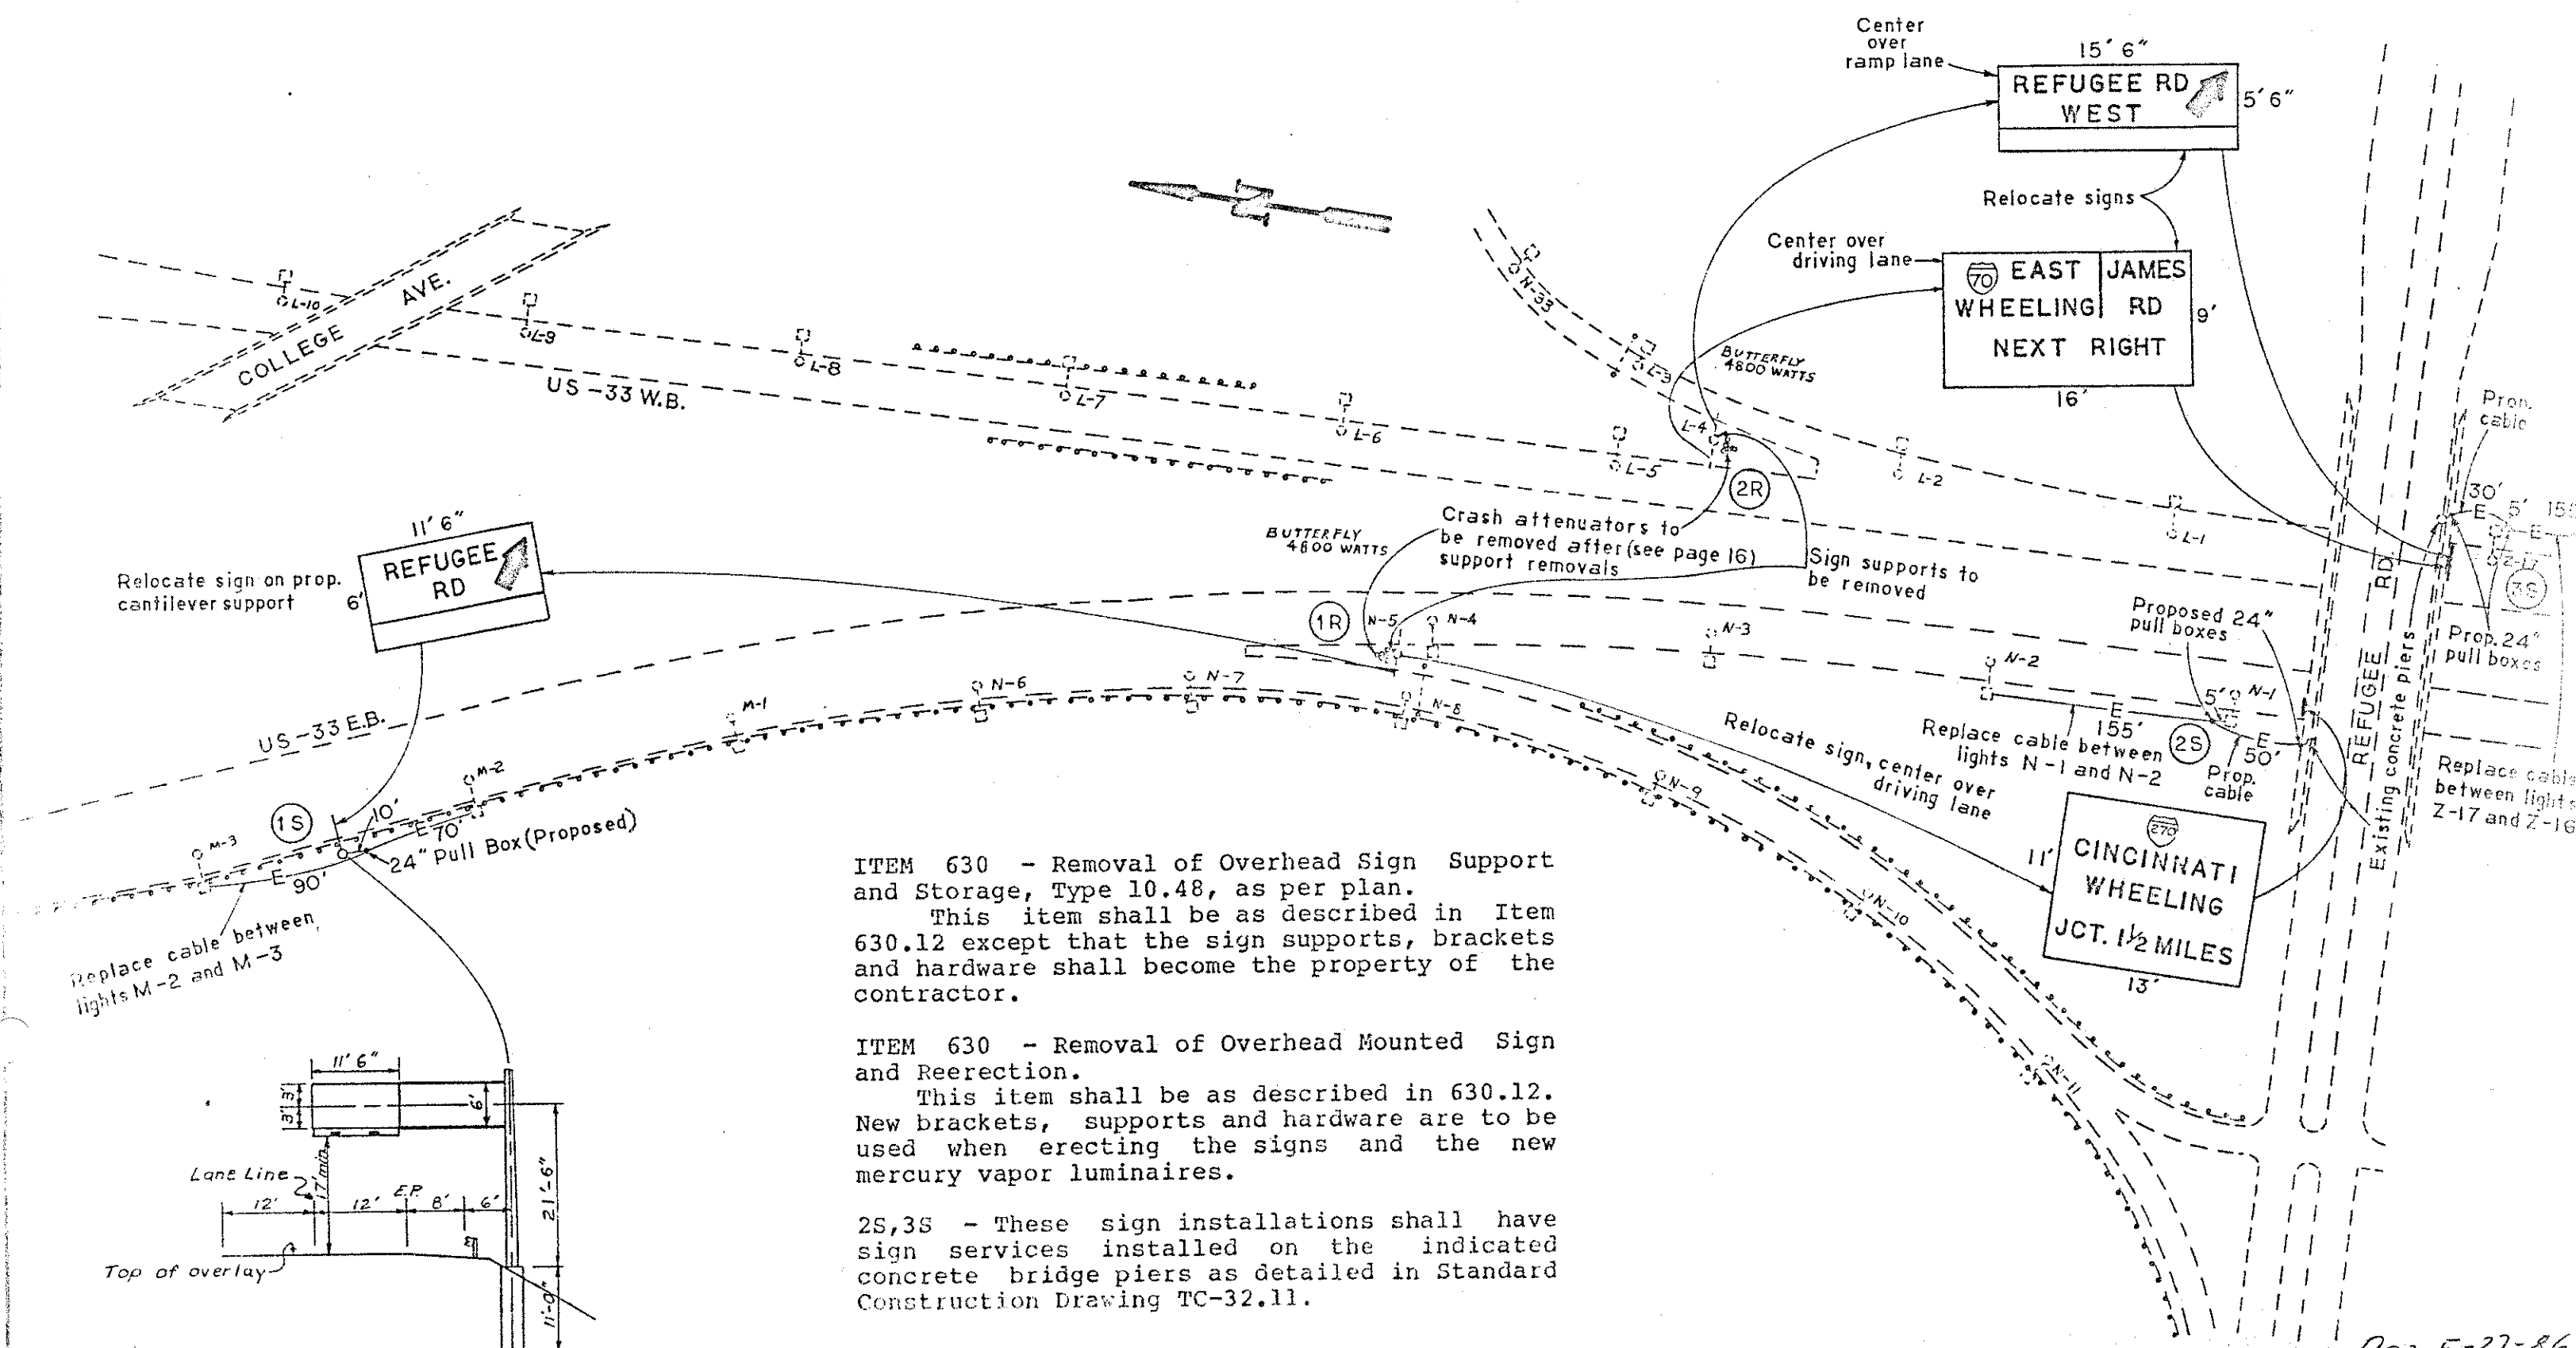 Center
over
ramp lane
15' 6"
REFUGEE RD
WEST
5' 6"
Relocate signs
Center over
driving lane
70 EAST
WHEELING
JAMES
RD
NEXT RIGHT
9'
16'
N
COLLEGE AVE.
L-10
L-9
L-8
L-7
L-6
L-5
L-4
L-3
N-33
L-2
L-1
US-33 W.B.
BUTTERFLY
4800 WATTS
2R
Crash attenuators to
be removed after (see page 16)
support removals
BUTTERFLY
4800 WATTS
Sign supports to
be removed
11' 6"
REFUGEE
RD
6'
Relocate sign on prop.
cantilever support
1R
N-5
N-4
N-3
N-2
N-1
US-33 E.B.
M-3
M-2
M-1
N-6
N-7
N-8
N-9
N-10
N-11
1S
10'
E
70'
24" Pull Box (Proposed)
E
90'
Replace cable between
lights M-2 and M-3
Relocate sign, center over
driving lane
Replace cable between
lights N-1 and N-2
E
155'
2S
5'
E
50'
Prop.
cable
Proposed 24"
pull boxes
REFUGEE RD
REFUGEE RD
Existing concrete piers
Prop.
cable
30'
E
5'
E
Z-17
3S
Prop. 24"
pull boxes
Replace cable
between lights
Z-17 and Z-16
270
CINCINNATI
WHEELING
JCT. 1½ MILES
11'
13'
ITEM 630 - Removal of Overhead Sign Support
and Storage, Type 10.48, as per plan.
This item shall be as described in Item
630.12 except that the sign supports, brackets
and hardware shall become the property of the
contractor.
ITEM 630 - Removal of Overhead Mounted Sign
and Reerection.
This item shall be as described in 630.12.
New brackets, supports and hardware are to be
used when erecting the signs and the new
mercury vapor luminaires.
2S,3S - These sign installations shall have
sign services installed on the indicated
concrete bridge piers as detailed in Standard
Construction Drawing TC-32.11.
11' 6"
3'
3'
6'
17' min.
Lane Line
12'
12'
E.P.
8'
6'
21'-6"
11'-0"
Top of overlay
5-27-86